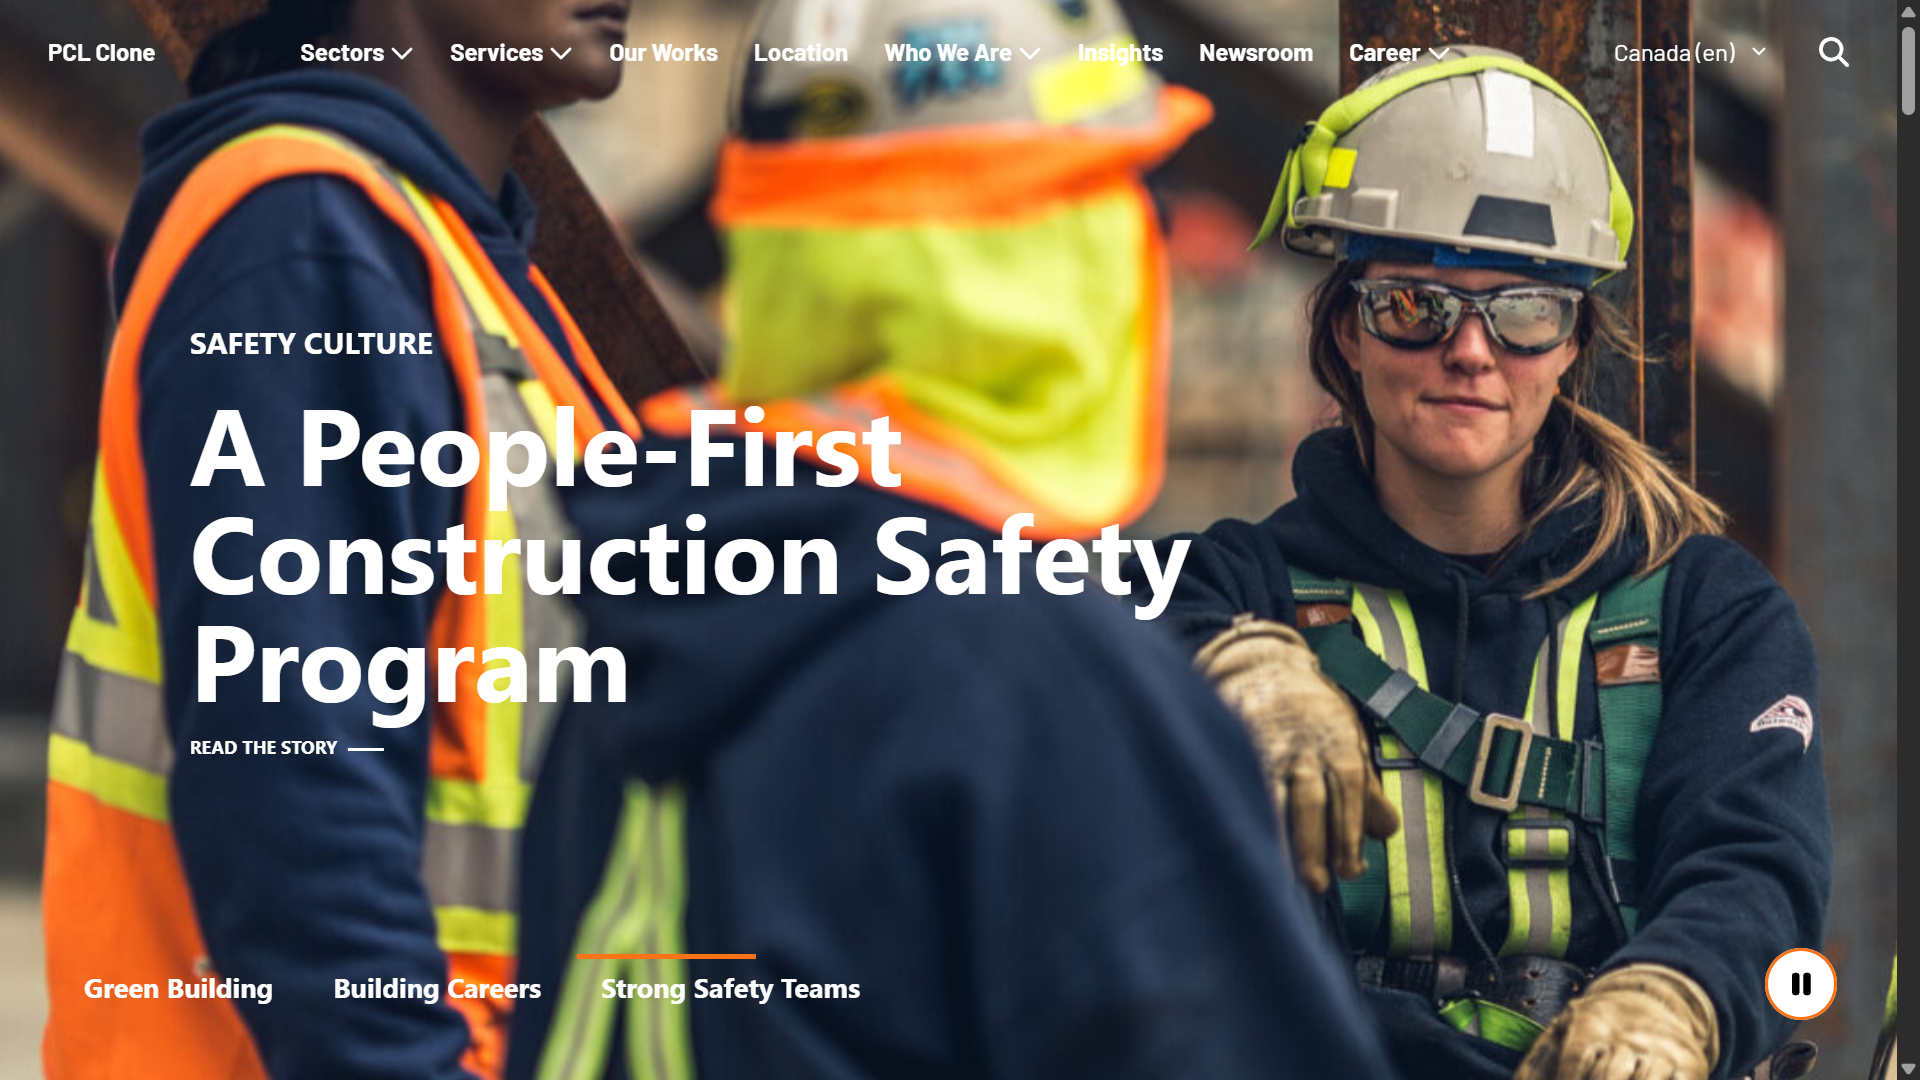 PCL Clone
Sectors
Services
Our Works
Location
Who We Are
Insights
Newsroom
Career
Canada (en)
SAFETY CULTURE
A People-First
Construction Safety
Program
READ THE STORY
Green Building
Building Careers
Strong Safety Teams